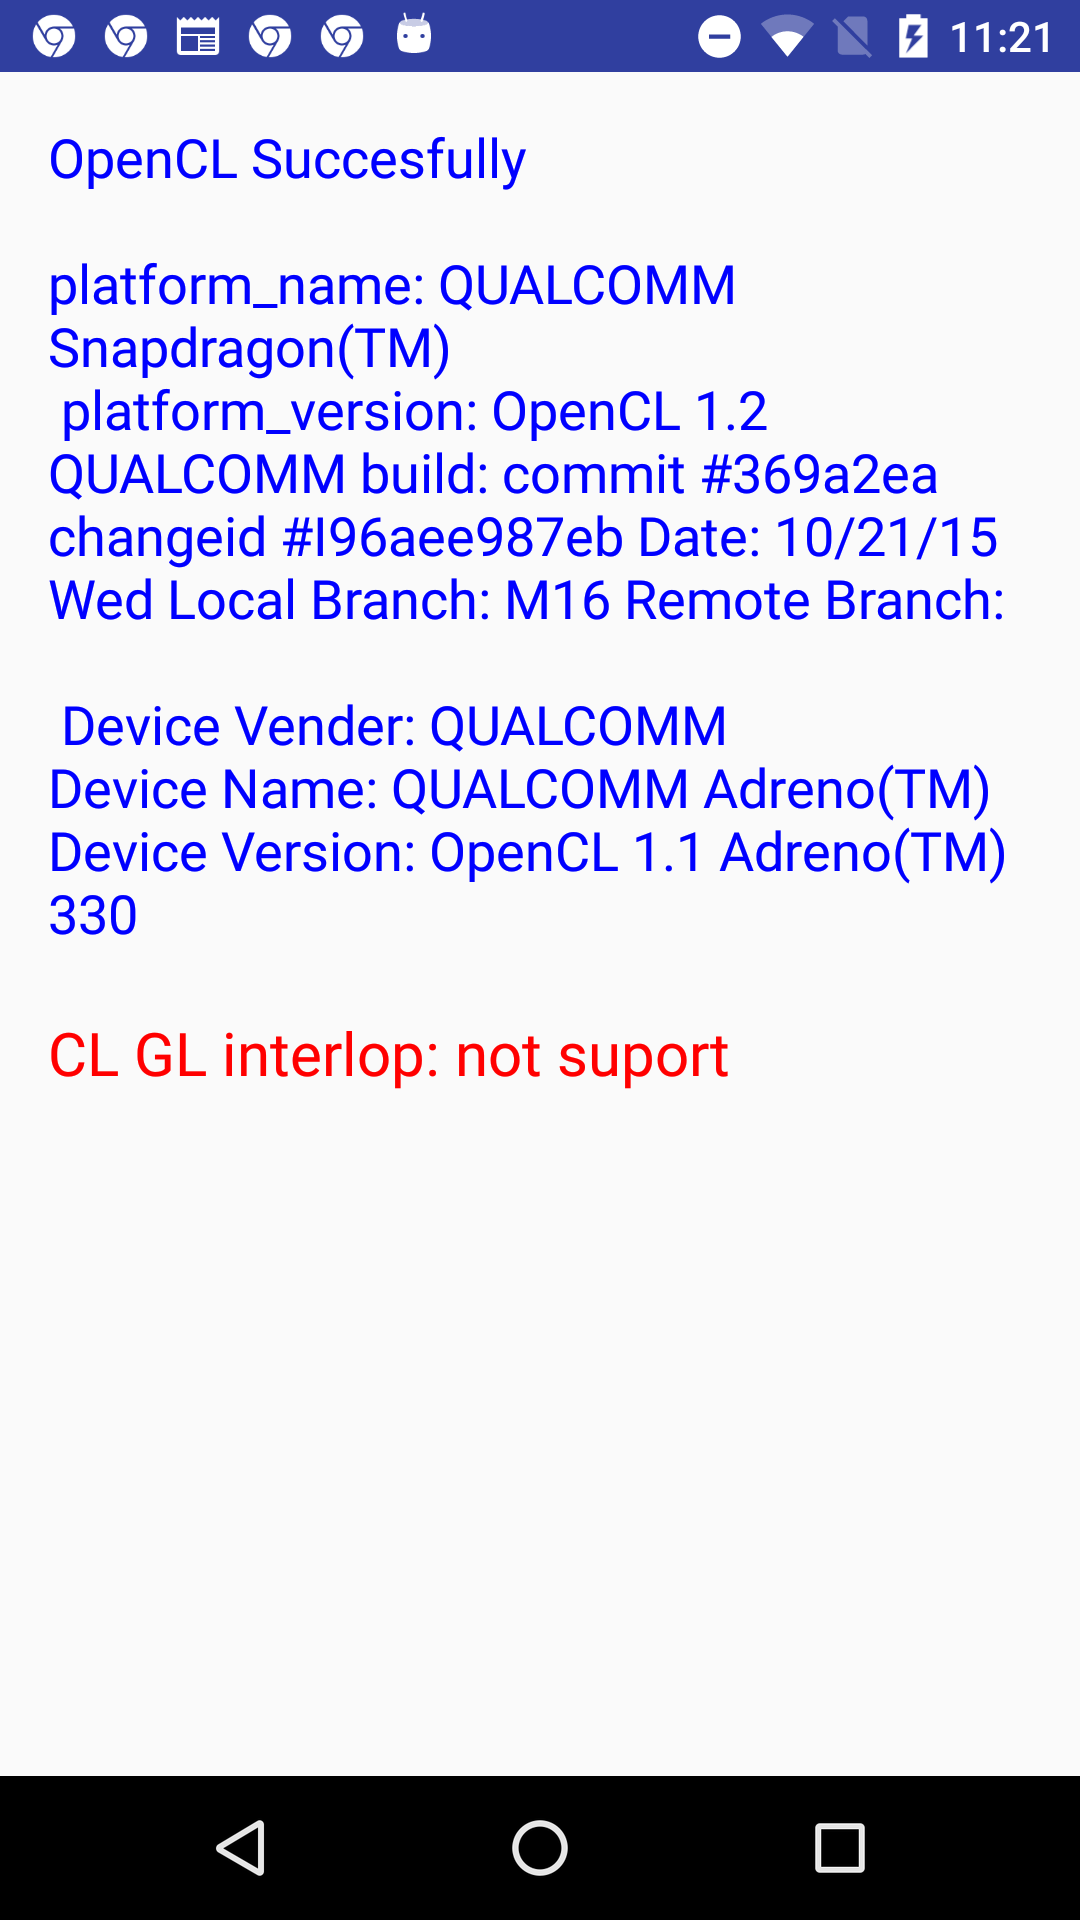 11:21
OpenCL Succesfully
platform_name: QUALCOMM
Snapdragon(TM)
platform_version: OpenCL 1.2
QUALCOMM build: commit #369a2ea
changeid #I96aee987eb Date: 10/21/15
Wed Local Branch: M16 Remote Branch:
Device Vender: QUALCOMM
Device Name: QUALCOMM Adreno(TM)
Device Version: OpenCL 1.1 Adreno(TM)
330
CL GL interlop: not suport